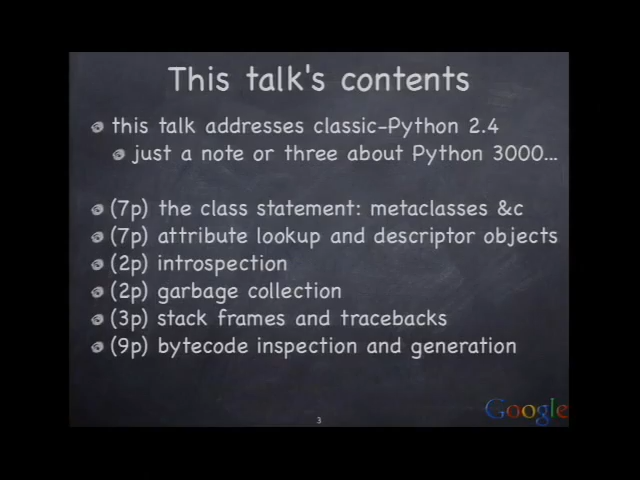 This talk's contents
this talk addresses classic-Python 2.4
just a note or three about Python 3000...
(7p) the class statement: metaclasses &c
(7p) attribute lookup and descriptor objects
(2p) introspection
(2p) garbage collection
(3p) stack frames and tracebacks
(9p) bytecode inspection and generation
3
Google